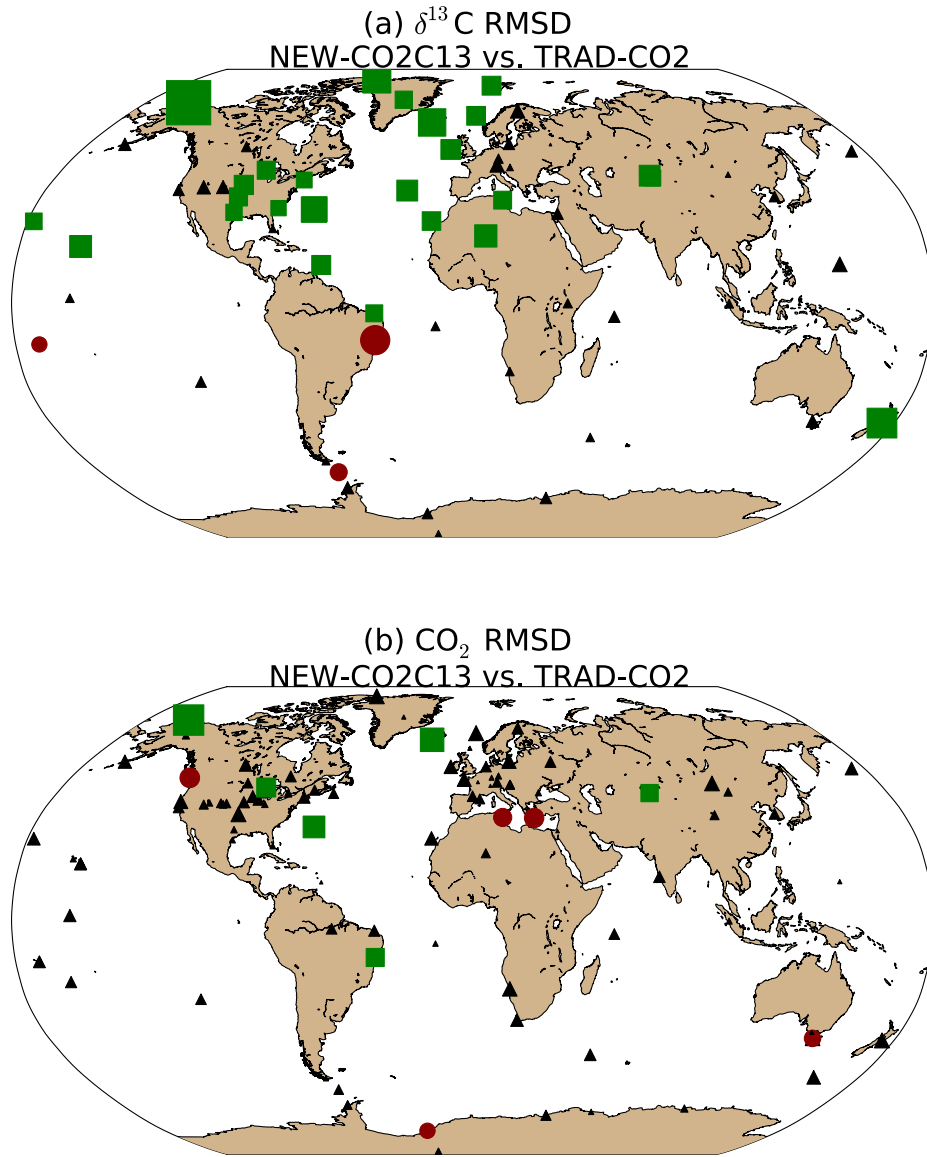 (a) δ¹³C RMSD
NEW-CO2C13 vs. TRAD-CO2
(b) CO₂ RMSD
NEW-CO2C13 vs. TRAD-CO2